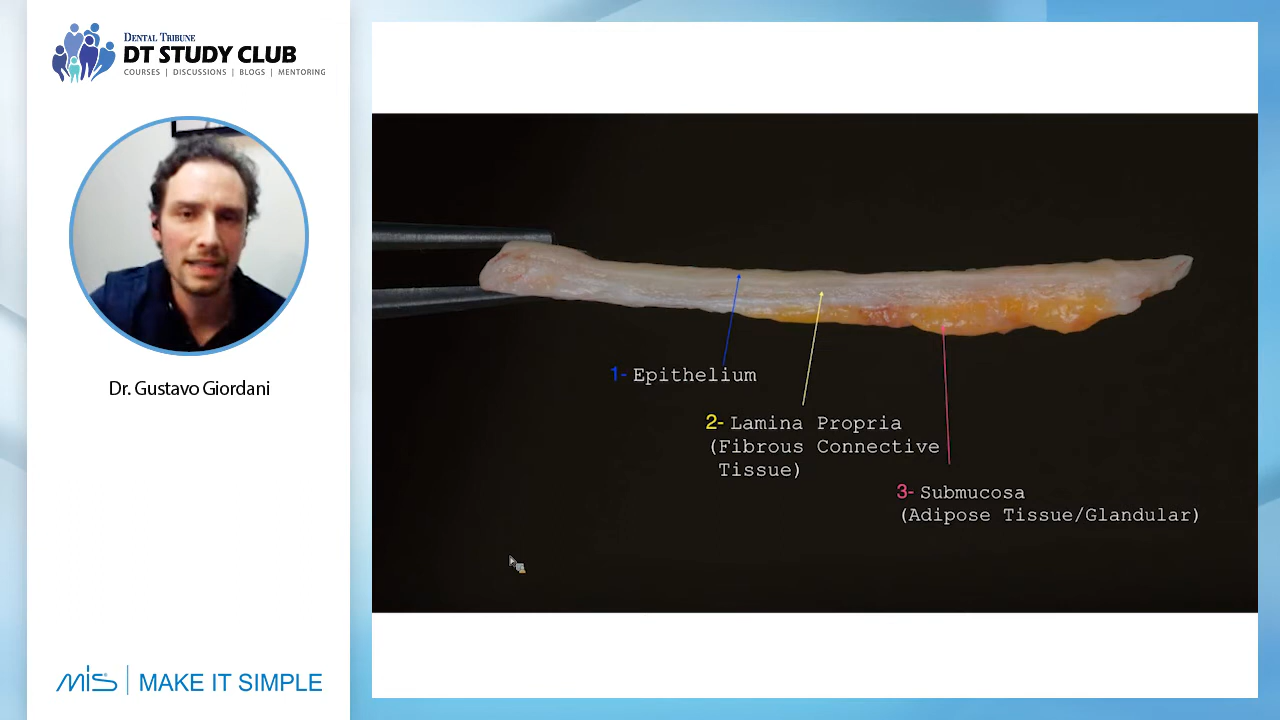 DENTAL TRIBUNE
DT STUDY CLUB
COURSES | DISCUSSIONS | BLOGS | MENTORING
Dr. Gustavo Giordani
mis | MAKE IT SIMPLE
1- Epithelium
2- Lamina Propria
(Fibrous Connective
Tissue)
3- Submucosa
(Adipose Tissue/Glandular)